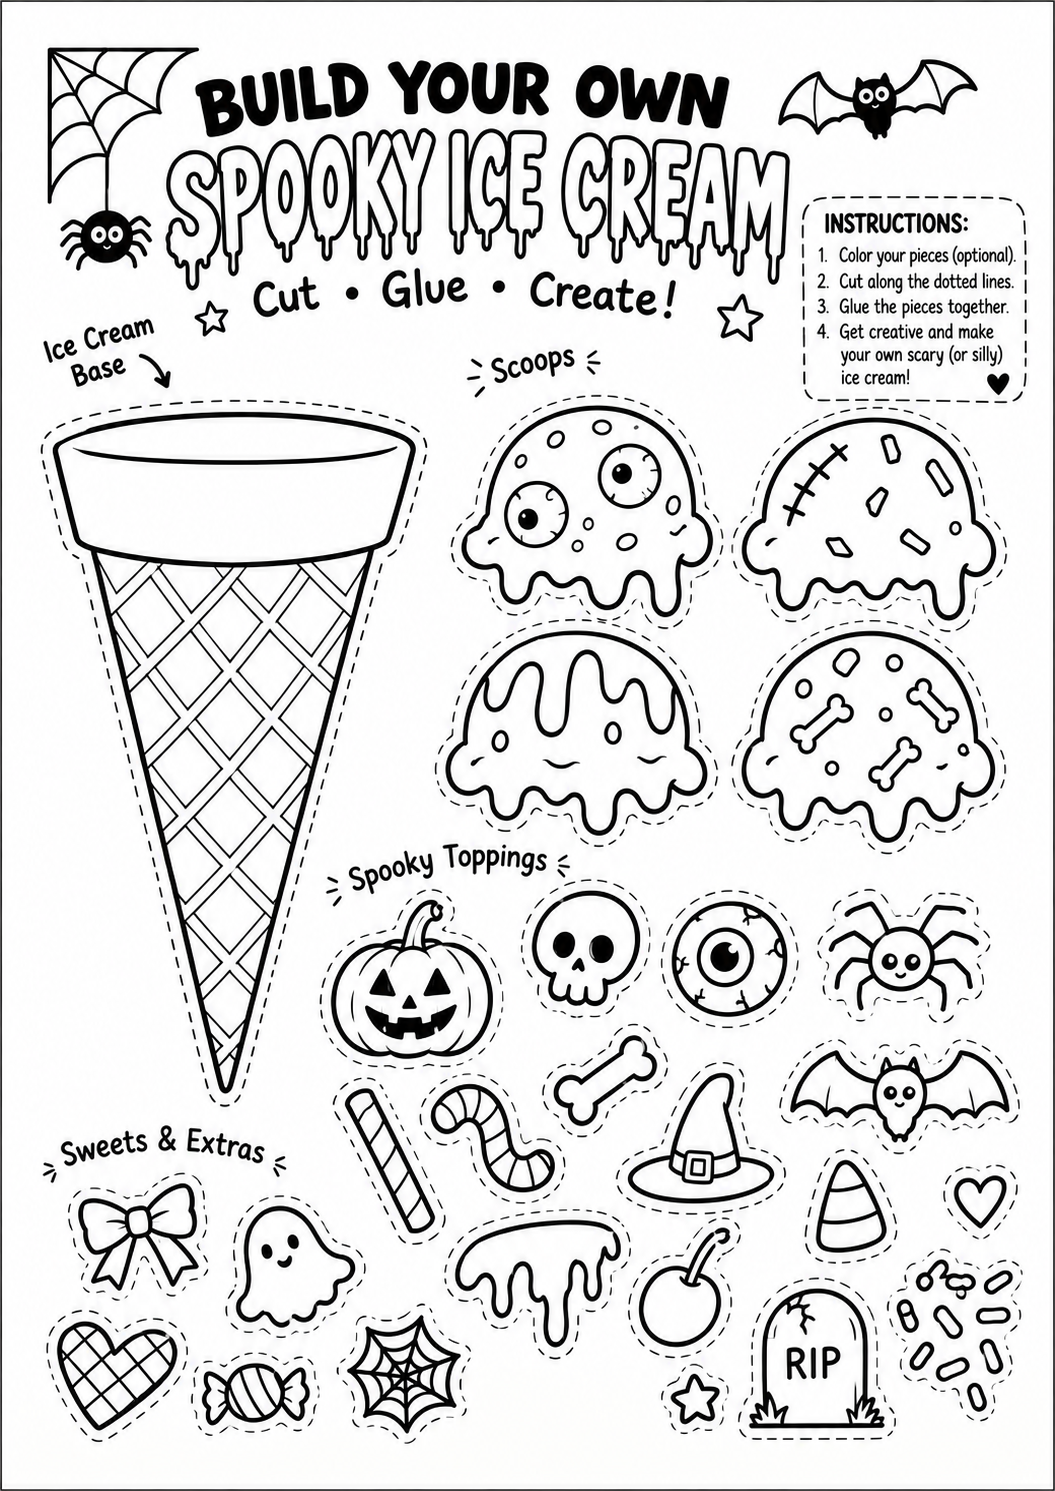 BUILD YOUR OWN
SPOOKY ICE CREAM
Cut • Glue • Create!
INSTRUCTIONS:
1. Color your pieces (optional).
2. Cut along the dotted lines.
3. Glue the pieces together.
4. Get creative and make
your own scary (or silly)
ice cream!
Ice Cream
Base
Scoops
Spooky Toppings
Sweets & Extras
RIP